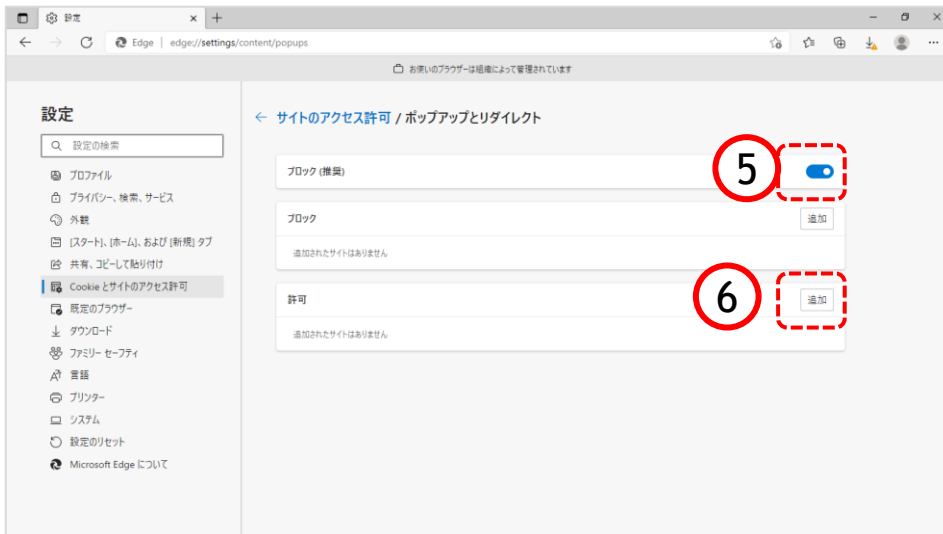 設定
Edge
edge://settings/content/popups
お使いのブラウザーは組織によって管理されています
設定
設定の検索
プロファイル
プライバシー、検索、サービス
外観
[スタート]、[ホーム]、および [新規] タブ
共有、コピーして貼り付け
Cookie とサイトのアクセス許可
既定のブラウザー
ダウンロード
ファミリー セーフティ
言語
プリンター
システム
設定のリセット
Microsoft Edge について
サイトのアクセス許可 / ポップアップとリダイレクト
ブロック (推奨)
5
ブロック
追加
追加されたサイトはありません
許可
6
追加
追加されたサイトはありません